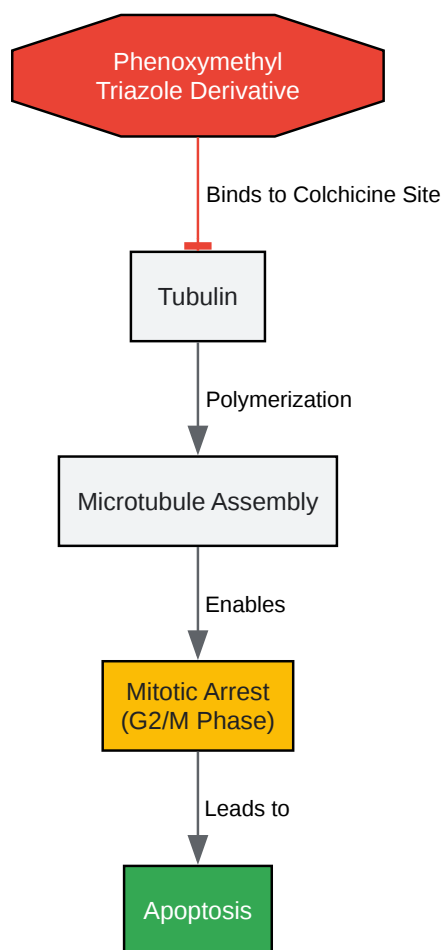 Phenoxymethyl
Triazole Derivative
Binds to Colchicine Site
Tubulin
Polymerization
Microtubule Assembly
Enables
Mitotic Arrest
(G2/M Phase)
Leads to
Apoptosis